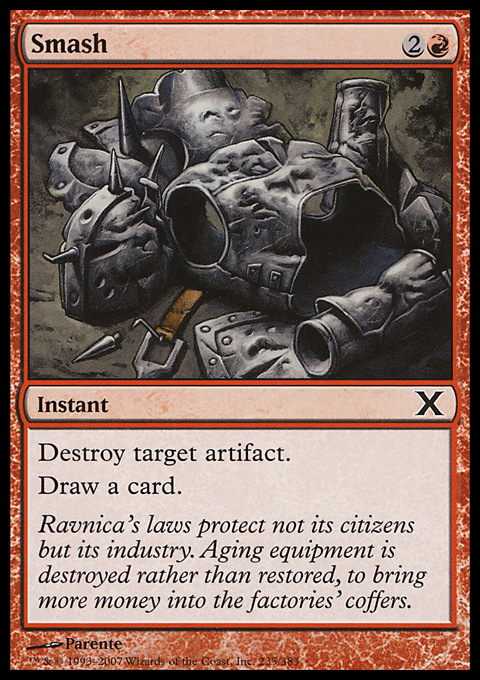 Smash 2
Instant X
Destroy target artifact.
Draw a card.
Ravnica's laws protect not its citizens
but its industry. Aging equipment is
destroyed rather than restored, to bring
more money into the factories' coffers.
Parente
™ & © 1993-2007 Wizards of the Coast, Inc. 235/383